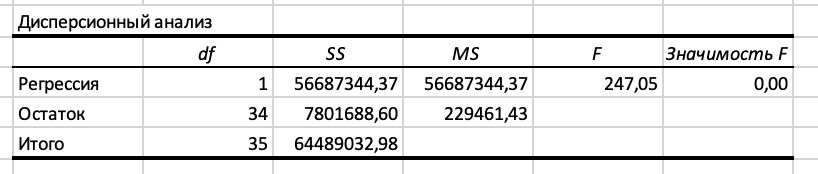 Дисперсионный анализ
df SS MS F Значимость F
Регрессия 1 56687344,37 56687344,37 247,05 0,00
Остаток 34 7801688,60 229461,43
Итого 35 64489032,98